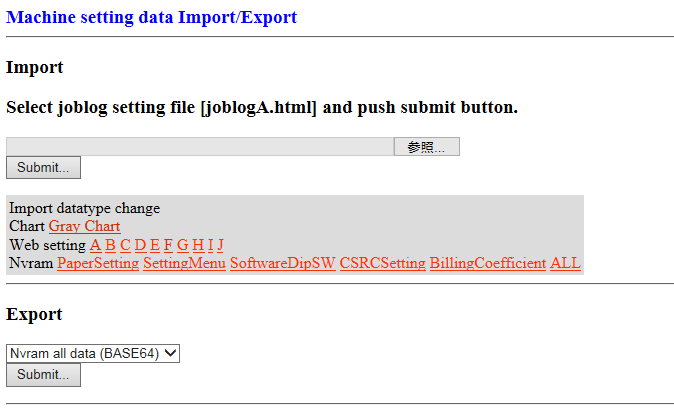 Machine setting data Import/Export
Import
Select joblog setting file [joblogA.html] and push submit button.
参照...
Submit...
Import datatype change
Chart Gray Chart
Web setting A B C D E F G H I J
Nvram PaperSetting SettingMenu SoftwareDipSW CSRCSetting BillingCoefficient ALL
Export
Nvram all data (BASE64)
Submit...